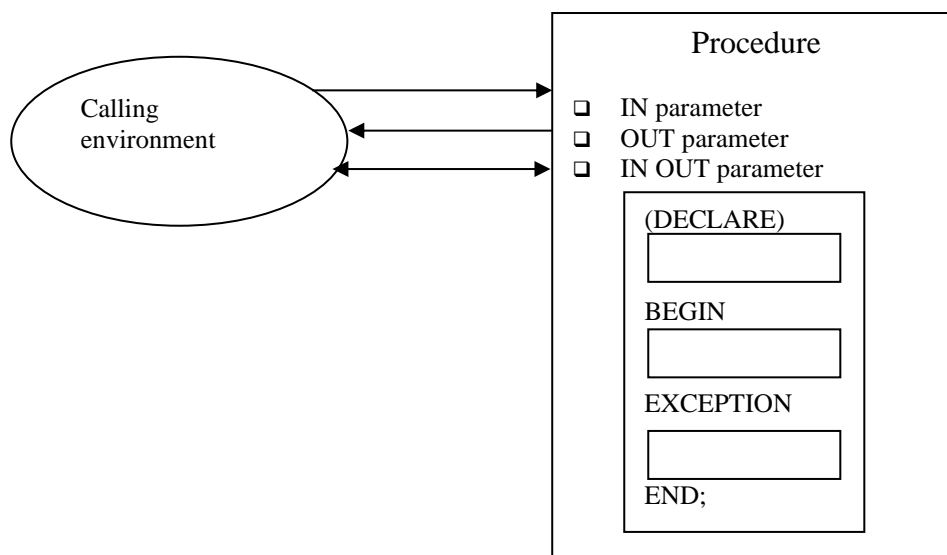 Procedure
Calling
environment
❑ IN parameter
❑ OUT parameter
❑ IN OUT parameter
(DECLARE)
BEGIN
EXCEPTION
END;